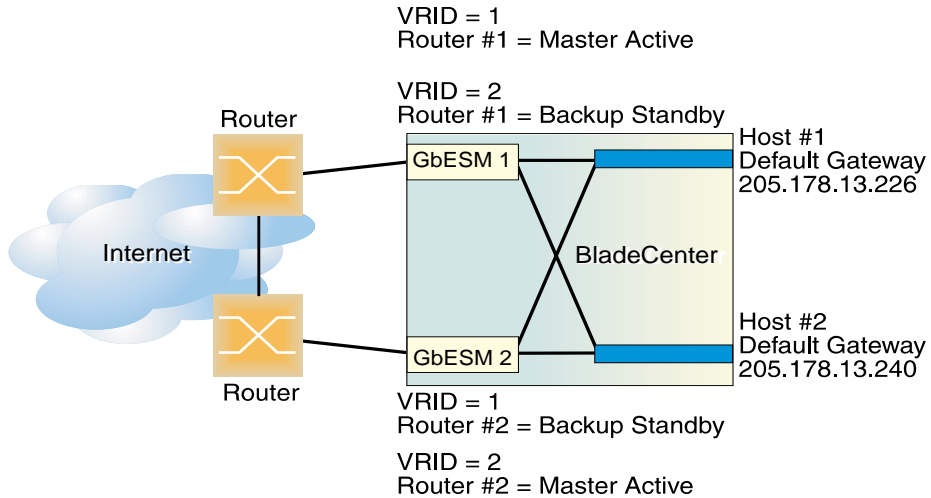 VRID = 1
Router #1 = Master Active
VRID = 2
Router #1 = Backup Standby
Router
GbESM 1
Host #1
Default Gateway
205.178.13.226
Internet
BladeCenter
GbESM 2
Host #2
Default Gateway
205.178.13.240
Router
VRID = 1
Router #2 = Backup Standby
VRID = 2
Router #2 = Master Active